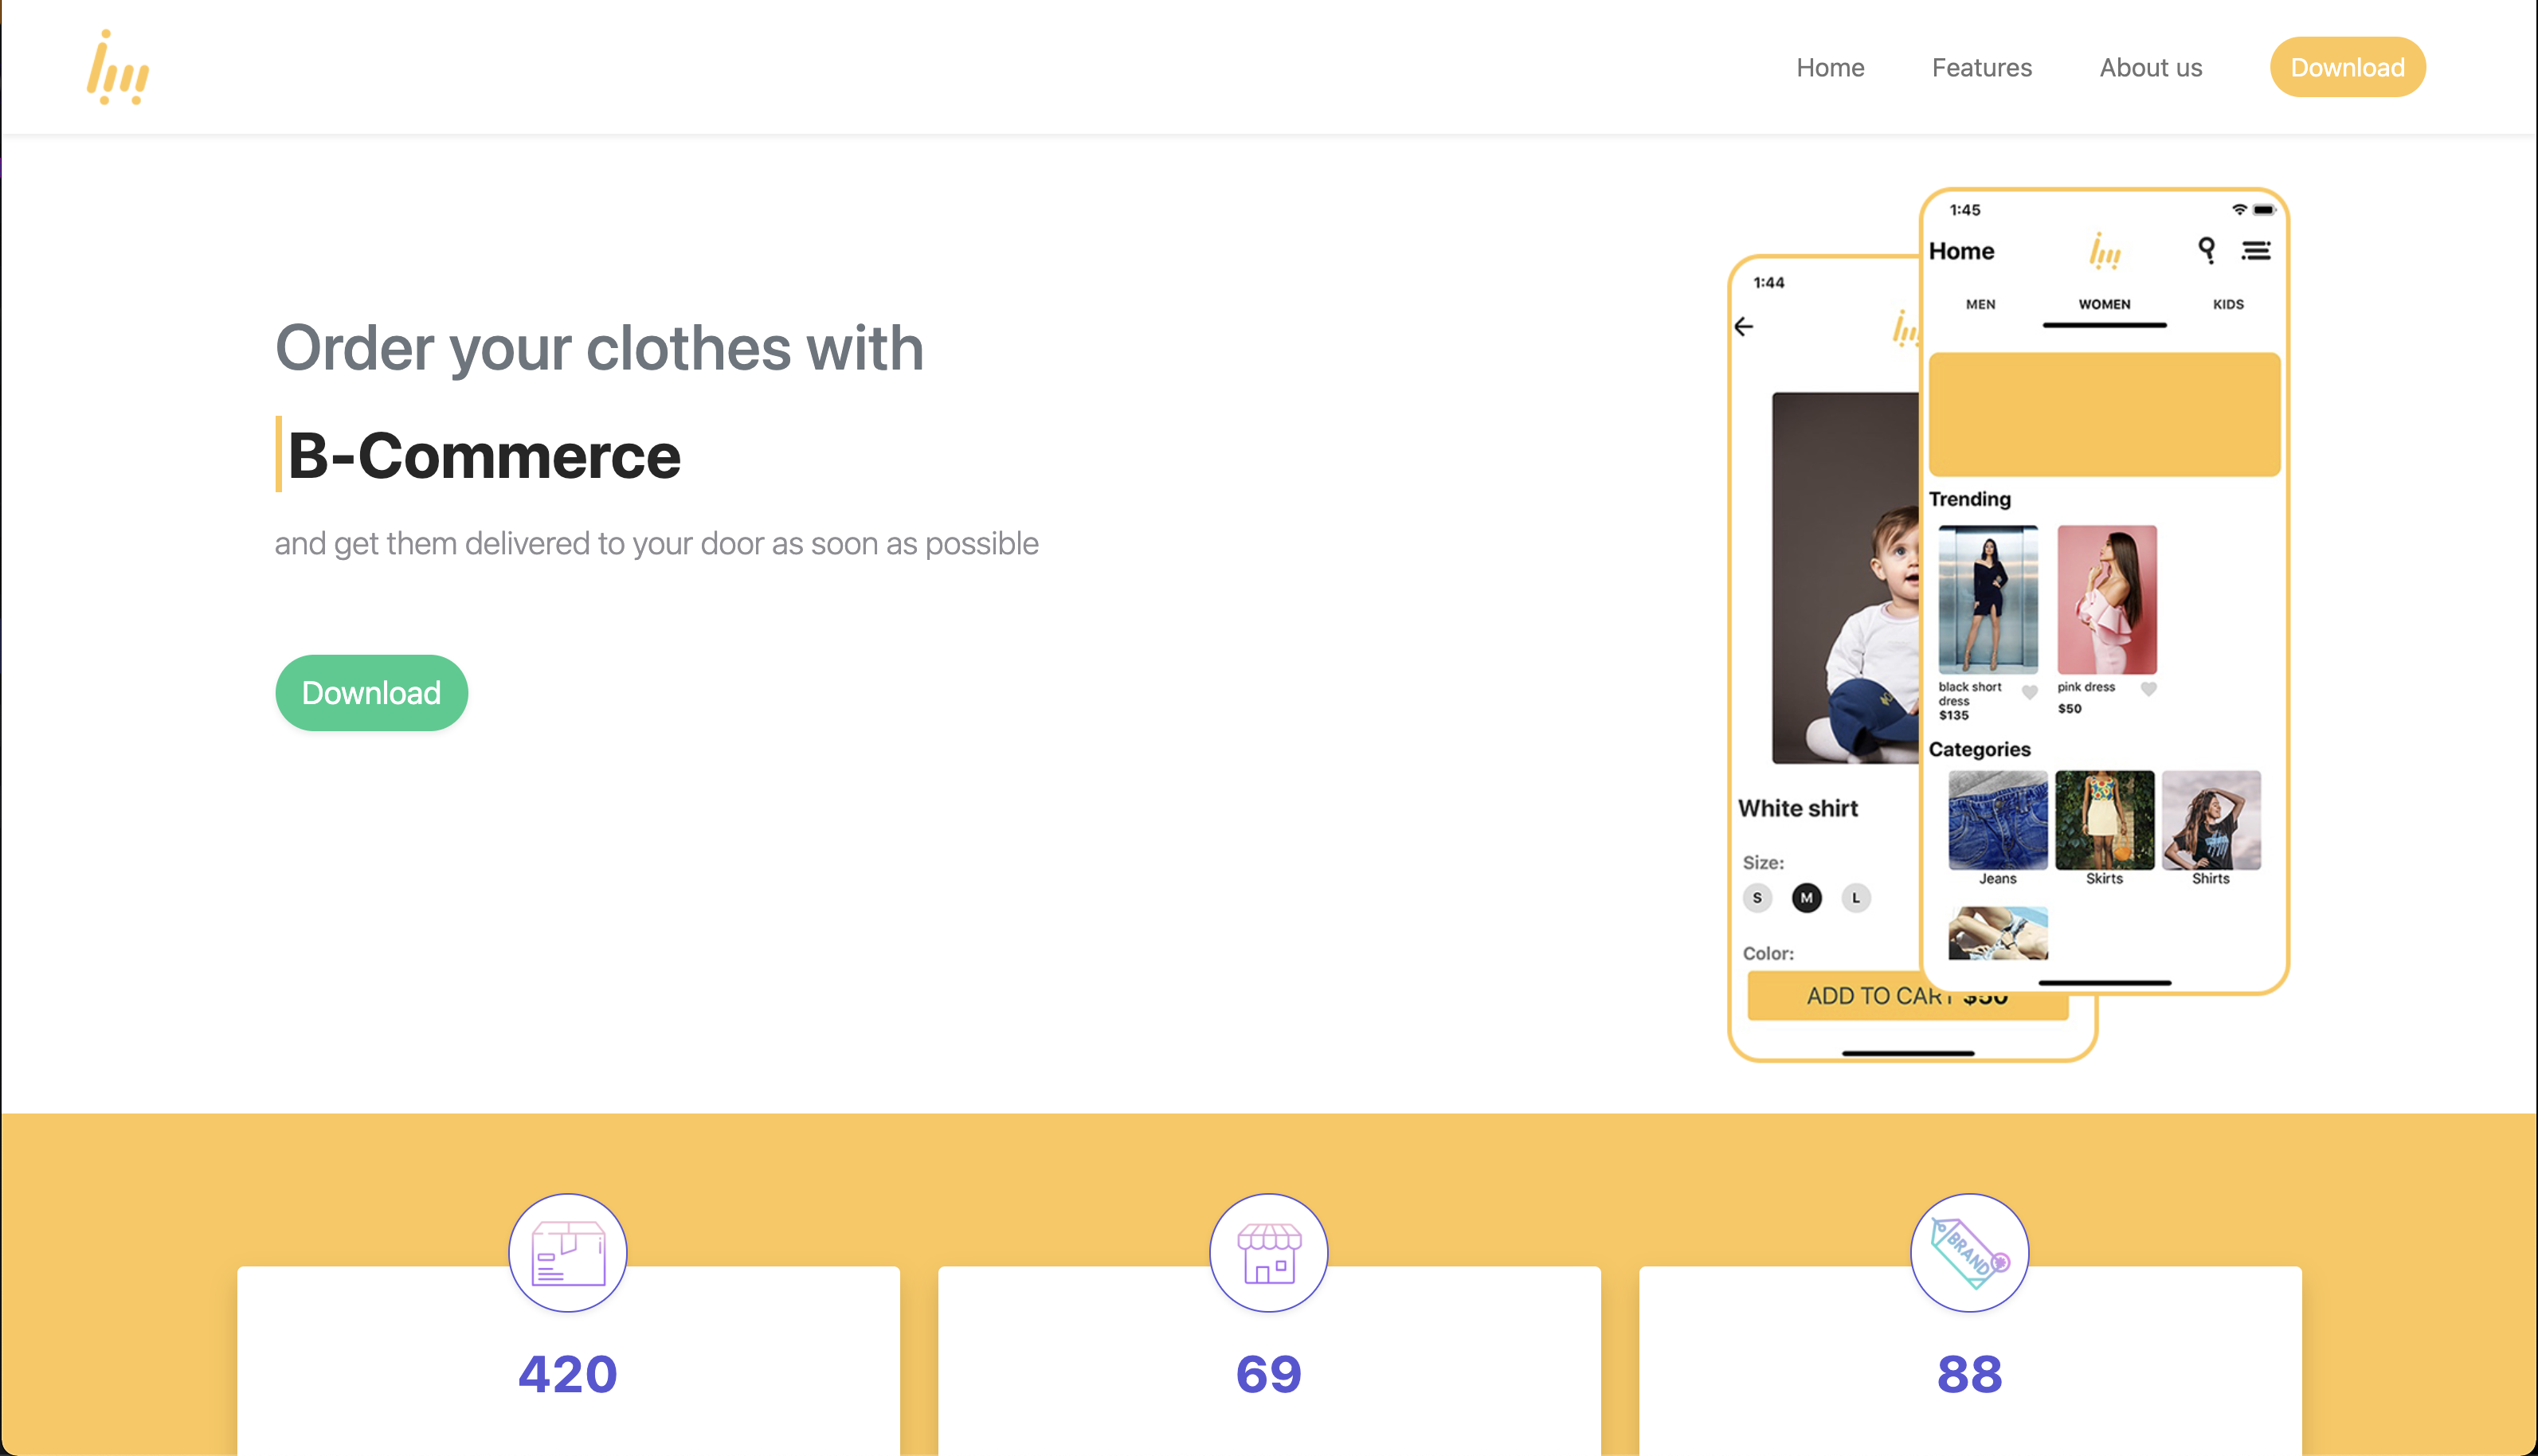 Home
Features
About us
Download
Order your clothes with
B-Commerce
and get them delivered to your door as soon as possible
Download
1:44
White shirt
Size:
S M L
Color:
ADD TO CART $50
1:45
Home
MEN WOMEN KIDS
Trending
black short
dress
$135
pink dress
$50
Categories
Jeans
Skirts
Shirts
BRAND
420
69
88